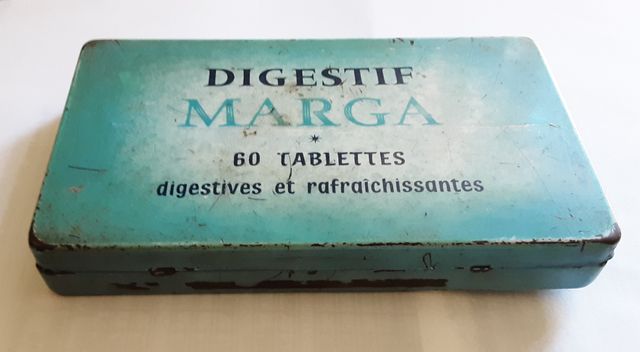 DIGESTIF
MARGA
60 TABLETTES
digestives et rafraîchissantes